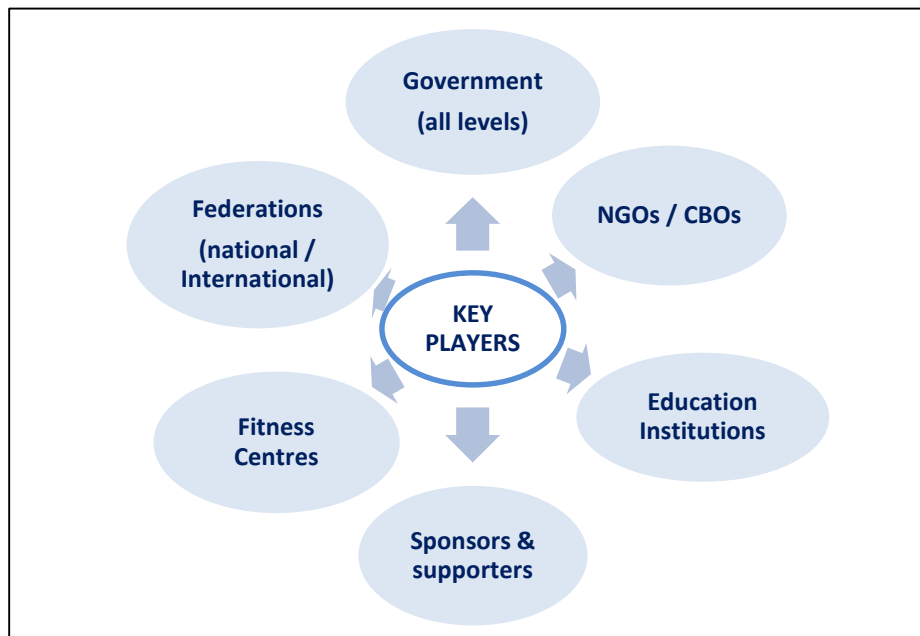 Government
(all levels)
Federations
(national /
International)
NGOs / CBOs
KEY
PLAYERS
Education
Institutions
Fitness
Centres
Sponsors &
supporters